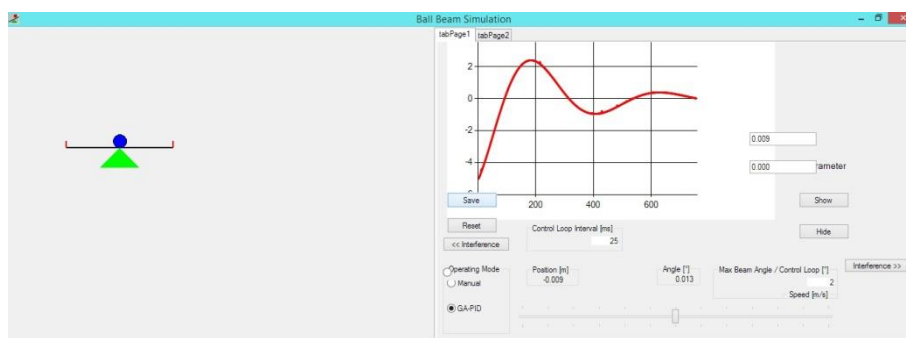 Ball Beam Simulation
tabPage1 tabPage2
2
0
-2
-4
200 400 600
0.009
0.000 rameter
Save Show
Reset Hide
Control Loop Interval [ms]
25
<< Interference
Interference >>
Operating Mode
Manual
GA-PID
Position [m]
-0.009
Angle [°]
0.013
Max Beam Angle / Control Loop [°]
2
Speed [m/s]